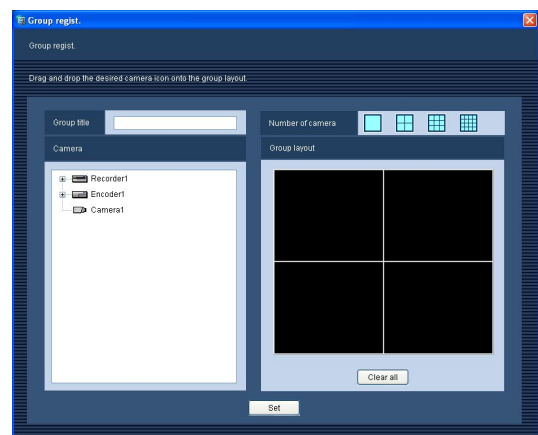 Group regist.
Group regist.
Drag and drop the desired camera icon onto the group layout.
Group title
Number of camera
Camera
Group layout
Recorder1
Encoder1
Camera1
Clear all
Set